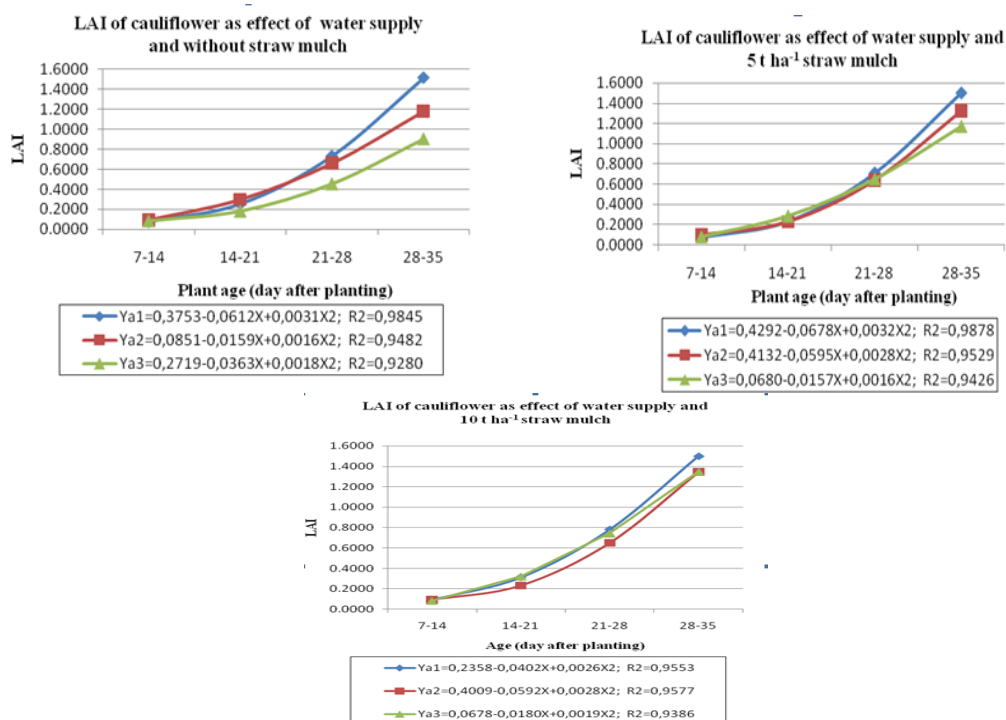 LAI of cauliflower as effect of water supply
and without straw mulch
1.6000
1.4000
1.2000
1.0000
0.8000
0.6000
0.4000
0.2000
0.0000
LAI
7-14 14-21 21-28 28-35
Plant age (day after planting)
Ya1=0,3753-0,0612X+0,0031X2; R2=0,9845
Ya2=0,0851-0,0159X+0,0016X2; R2=0,9482
Ya3=0,2719-0,0363X+0,0018X2; R2=0,9280
LAI of cauliflower as effect of water supply and
5 t ha⁻¹ straw mulch
1.6000
1.4000
1.2000
1.0000
0.8000
0.6000
0.4000
0.2000
0.0000
LAI
7-14 14-21 21-28 28-35
Plant age (day after planting)
Ya1=0,4292-0,0678X+0,0032X2; R2=0,9878
Ya2=0,4132-0,0595X+0,0028X2; R2=0,9529
Ya3=0,0680-0,0157X+0,0016X2; R2=0,9426
LAI of cauliflower as effect of water supply and
10 t ha⁻¹ straw mulch
1.6000
1.4000
1.2000
1.0000
0.8000
0.6000
0.4000
0.2000
0.0000
LAI
7-14 14-21 21-28 28-35
Age (day after planting)
Ya1=0,2358-0,0402X+0,0026X2; R2=0,9553
Ya2=0,4009-0,0592X+0,0028X2; R2=0,9577
Ya3=0,0678-0,0180X+0,0019X2; R2=0,9386